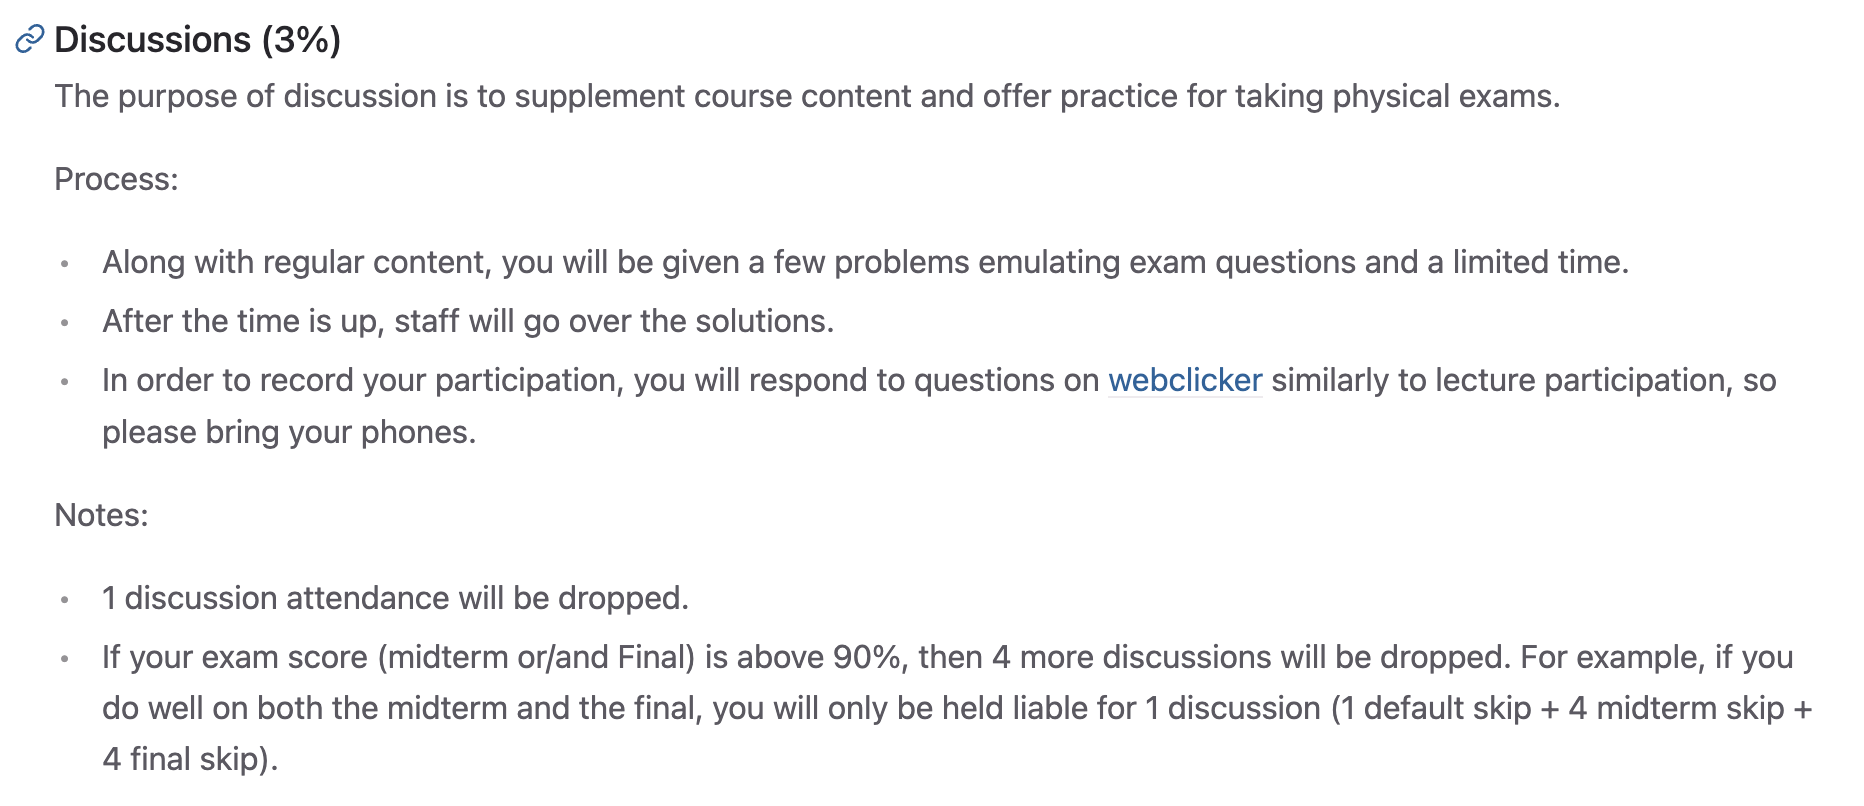 Discussions (3%)
The purpose of discussion is to supplement course content and offer practice for taking physical exams.
Process:
• Along with regular content, you will be given a few problems emulating exam questions and a limited time.
• After the time is up, staff will go over the solutions.
• In order to record your participation, you will respond to questions on webclicker similarly to lecture participation, so
please bring your phones.
Notes:
• 1 discussion attendance will be dropped.
• If your exam score (midterm or/and Final) is above 90%, then 4 more discussions will be dropped. For example, if you
do well on both the midterm and the final, you will only be held liable for 1 discussion (1 default skip + 4 midterm skip +
4 final skip).